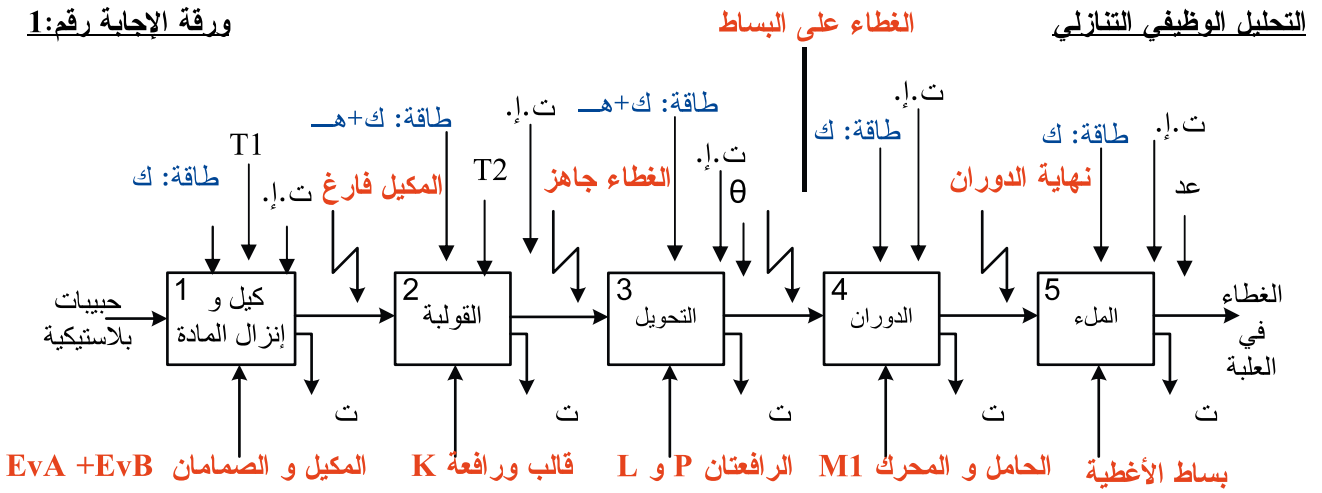 التحليل الوظيفي التنازلي
ورقة الإجابة رقم:1
الغطاء على البساط
طاقة: ك
T1
ت.إ.
المكيل فارغ
طاقة: ك+هـ
T2
ت.إ.
الغطاء جاهز
طاقة: ك+هـ
ت.إ.
θ
طاقة: ك
ت.إ.
نهاية الدوران
طاقة: ك
ت.إ.
عد
حبيبات
بلاستيكية
1
كيل و
إنزال المادة
2
القولبة
3
التحويل
4
الدوران
5
الملء
الغطاء
في
العلبة
ت
ت
ت
ت
ت
المكيل و الصمامان EvA +EvB
قالب ورافعة K
الرافعتان P و L
الحامل و المحرك M1
بساط الأغطية